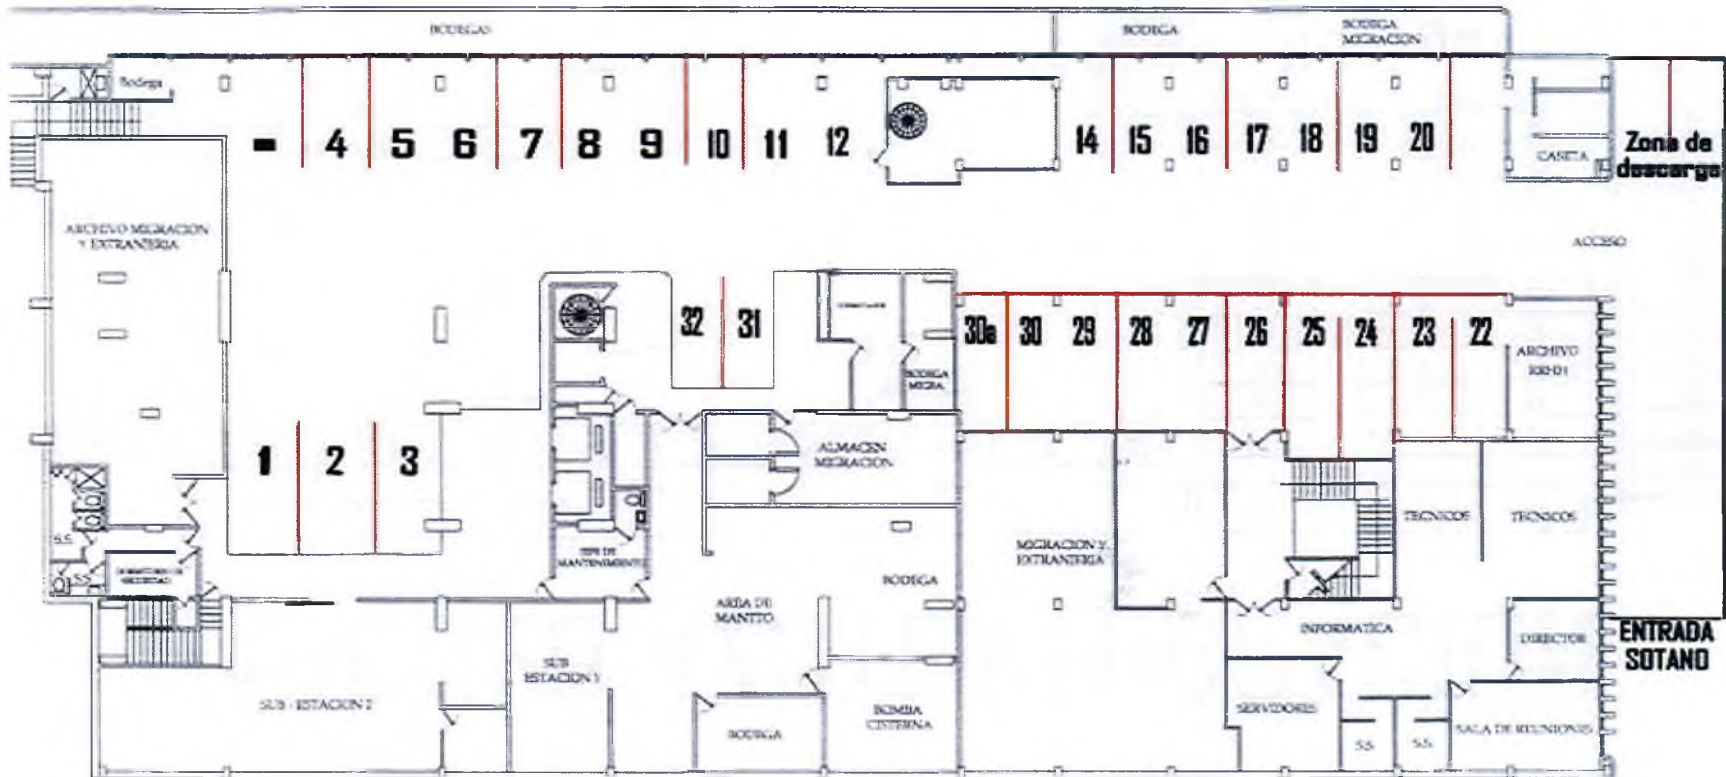 BODEGAS
BODEGA
BODEGA
MIGRACION
Bodega
-
4
5
6
7
8
9
10
11
12
14
15
16
17
18
19
20
CASETA
Zona de
descarga
ARCHIVO MIGRACION
Y EXTRANJERIA
ACCESO
32
31
30a
30
29
28
27
26
25
24
23
22
ARCHIVO
BODEGA
MIGRA.
1
2
3
ALMACEN
MIGRACION
TECNICOS
TECNICOS
S.S.
S.S.
MANTENIMIENTO
MIGRACION Y
EXTRANJERIA
BODEGA
AREA DE
MANTTO
INFORMATICA
DIRECTOR
ENTRADA
SOTANO
SUB
ESTACION 1
SUB - ESTACION 2
BODEGA
BOMBA
CISTERNA
SERVIDORES
S.S.
S.S.
SALA DE REUNIONES